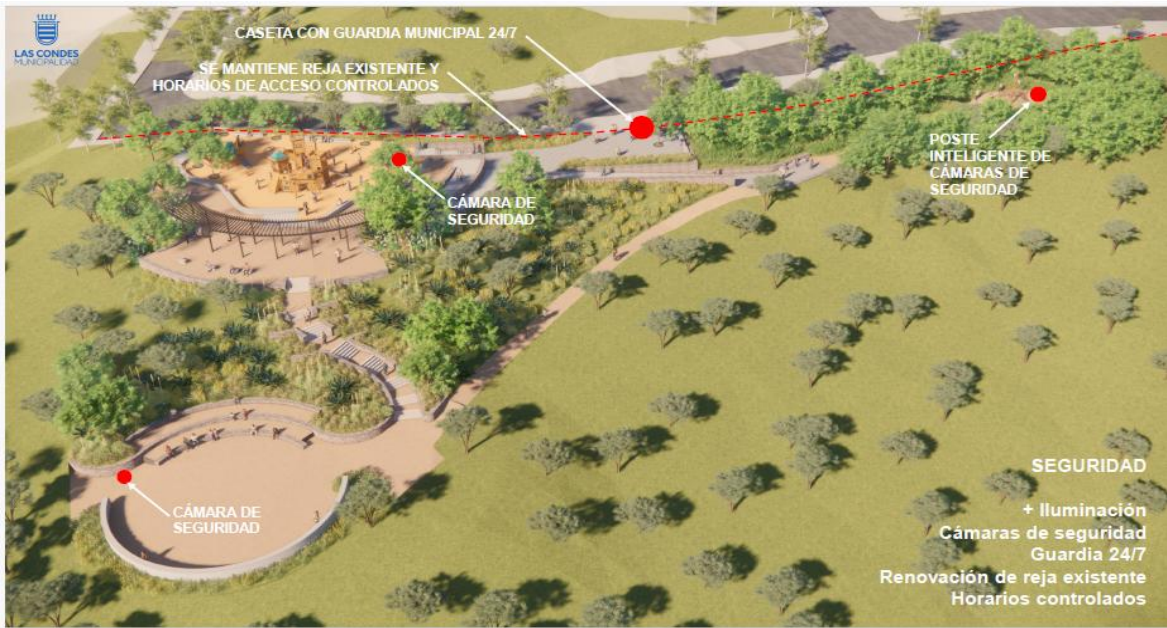 LAS CONDES
MUNICIPALIDAD
CASETA CON GUARDIA MUNICIPAL 24/7
SE MANTIENE REJA EXISTENTE Y
HORARIOS DE ACCESO CONTROLADOS
POSTE
INTELIGENTE DE
CÁMARAS DE
SEGURIDAD
CÁMARA DE
SEGURIDAD
CÁMARA DE
SEGURIDAD
SEGURIDAD
+ Iluminación
Cámaras de seguridad
Guardia 24/7
Renovación de reja existente
Horarios controlados